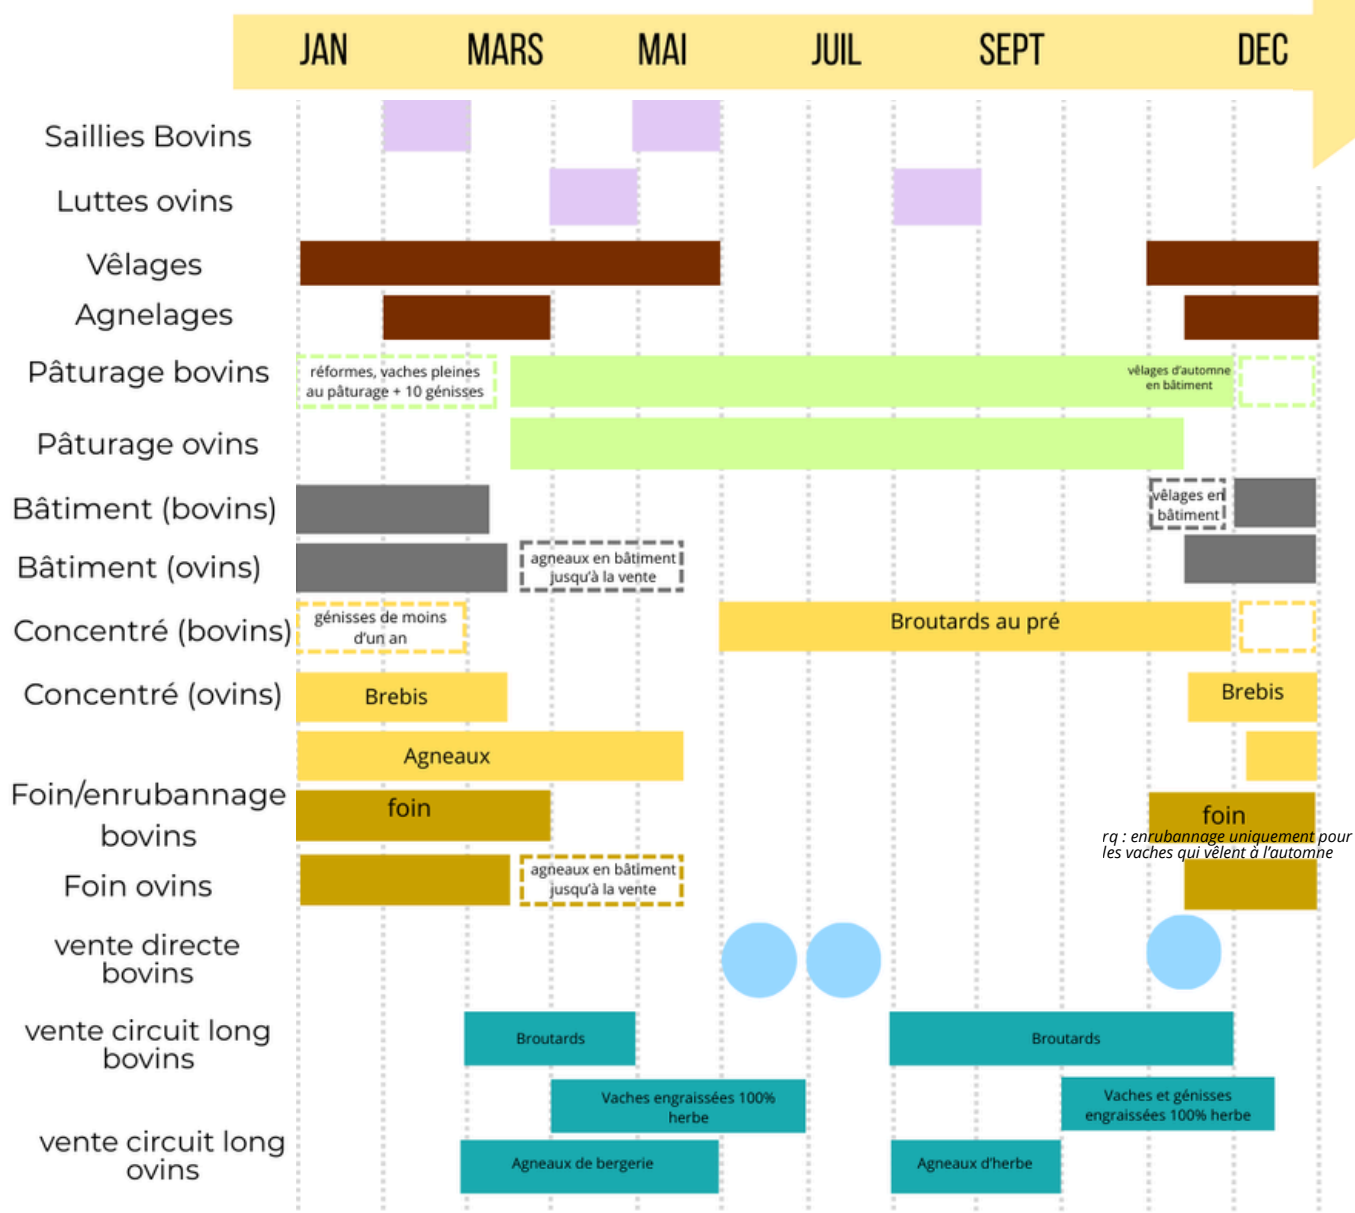 JAN MARS MAI JUIL SEPT DEC
Saillies Bovins
Luttes ovins
Vêlages
Agnelages
Pâturage bovins
réformes, vaches pleines
au pâturage + 10 génisses
vêlages d'automne
en bâtiment
Pâturage ovins
Bâtiment (bovins)
vêlages en
bâtiment
Bâtiment (ovins)
agneaux en bâtiment
jusqu'à la vente
Concentré (bovins)
génisses de moins
d'un an
Broutards au pré
Concentré (ovins)
Brebis
Brebis
Agneaux
Foin/enrubannage
bovins
foin
foin
rq : enrubannage uniquement pour
les vaches qui vêlent à l'automne
Foin ovins
agneaux en bâtiment
jusqu'à la vente
vente directe
bovins
vente circuit long
bovins
Broutards
Broutards
Vaches engraissées 100%
herbe
Vaches et génisses
engraissées 100% herbe
vente circuit long
ovins
Agneaux de bergerie
Agneaux d'herbe